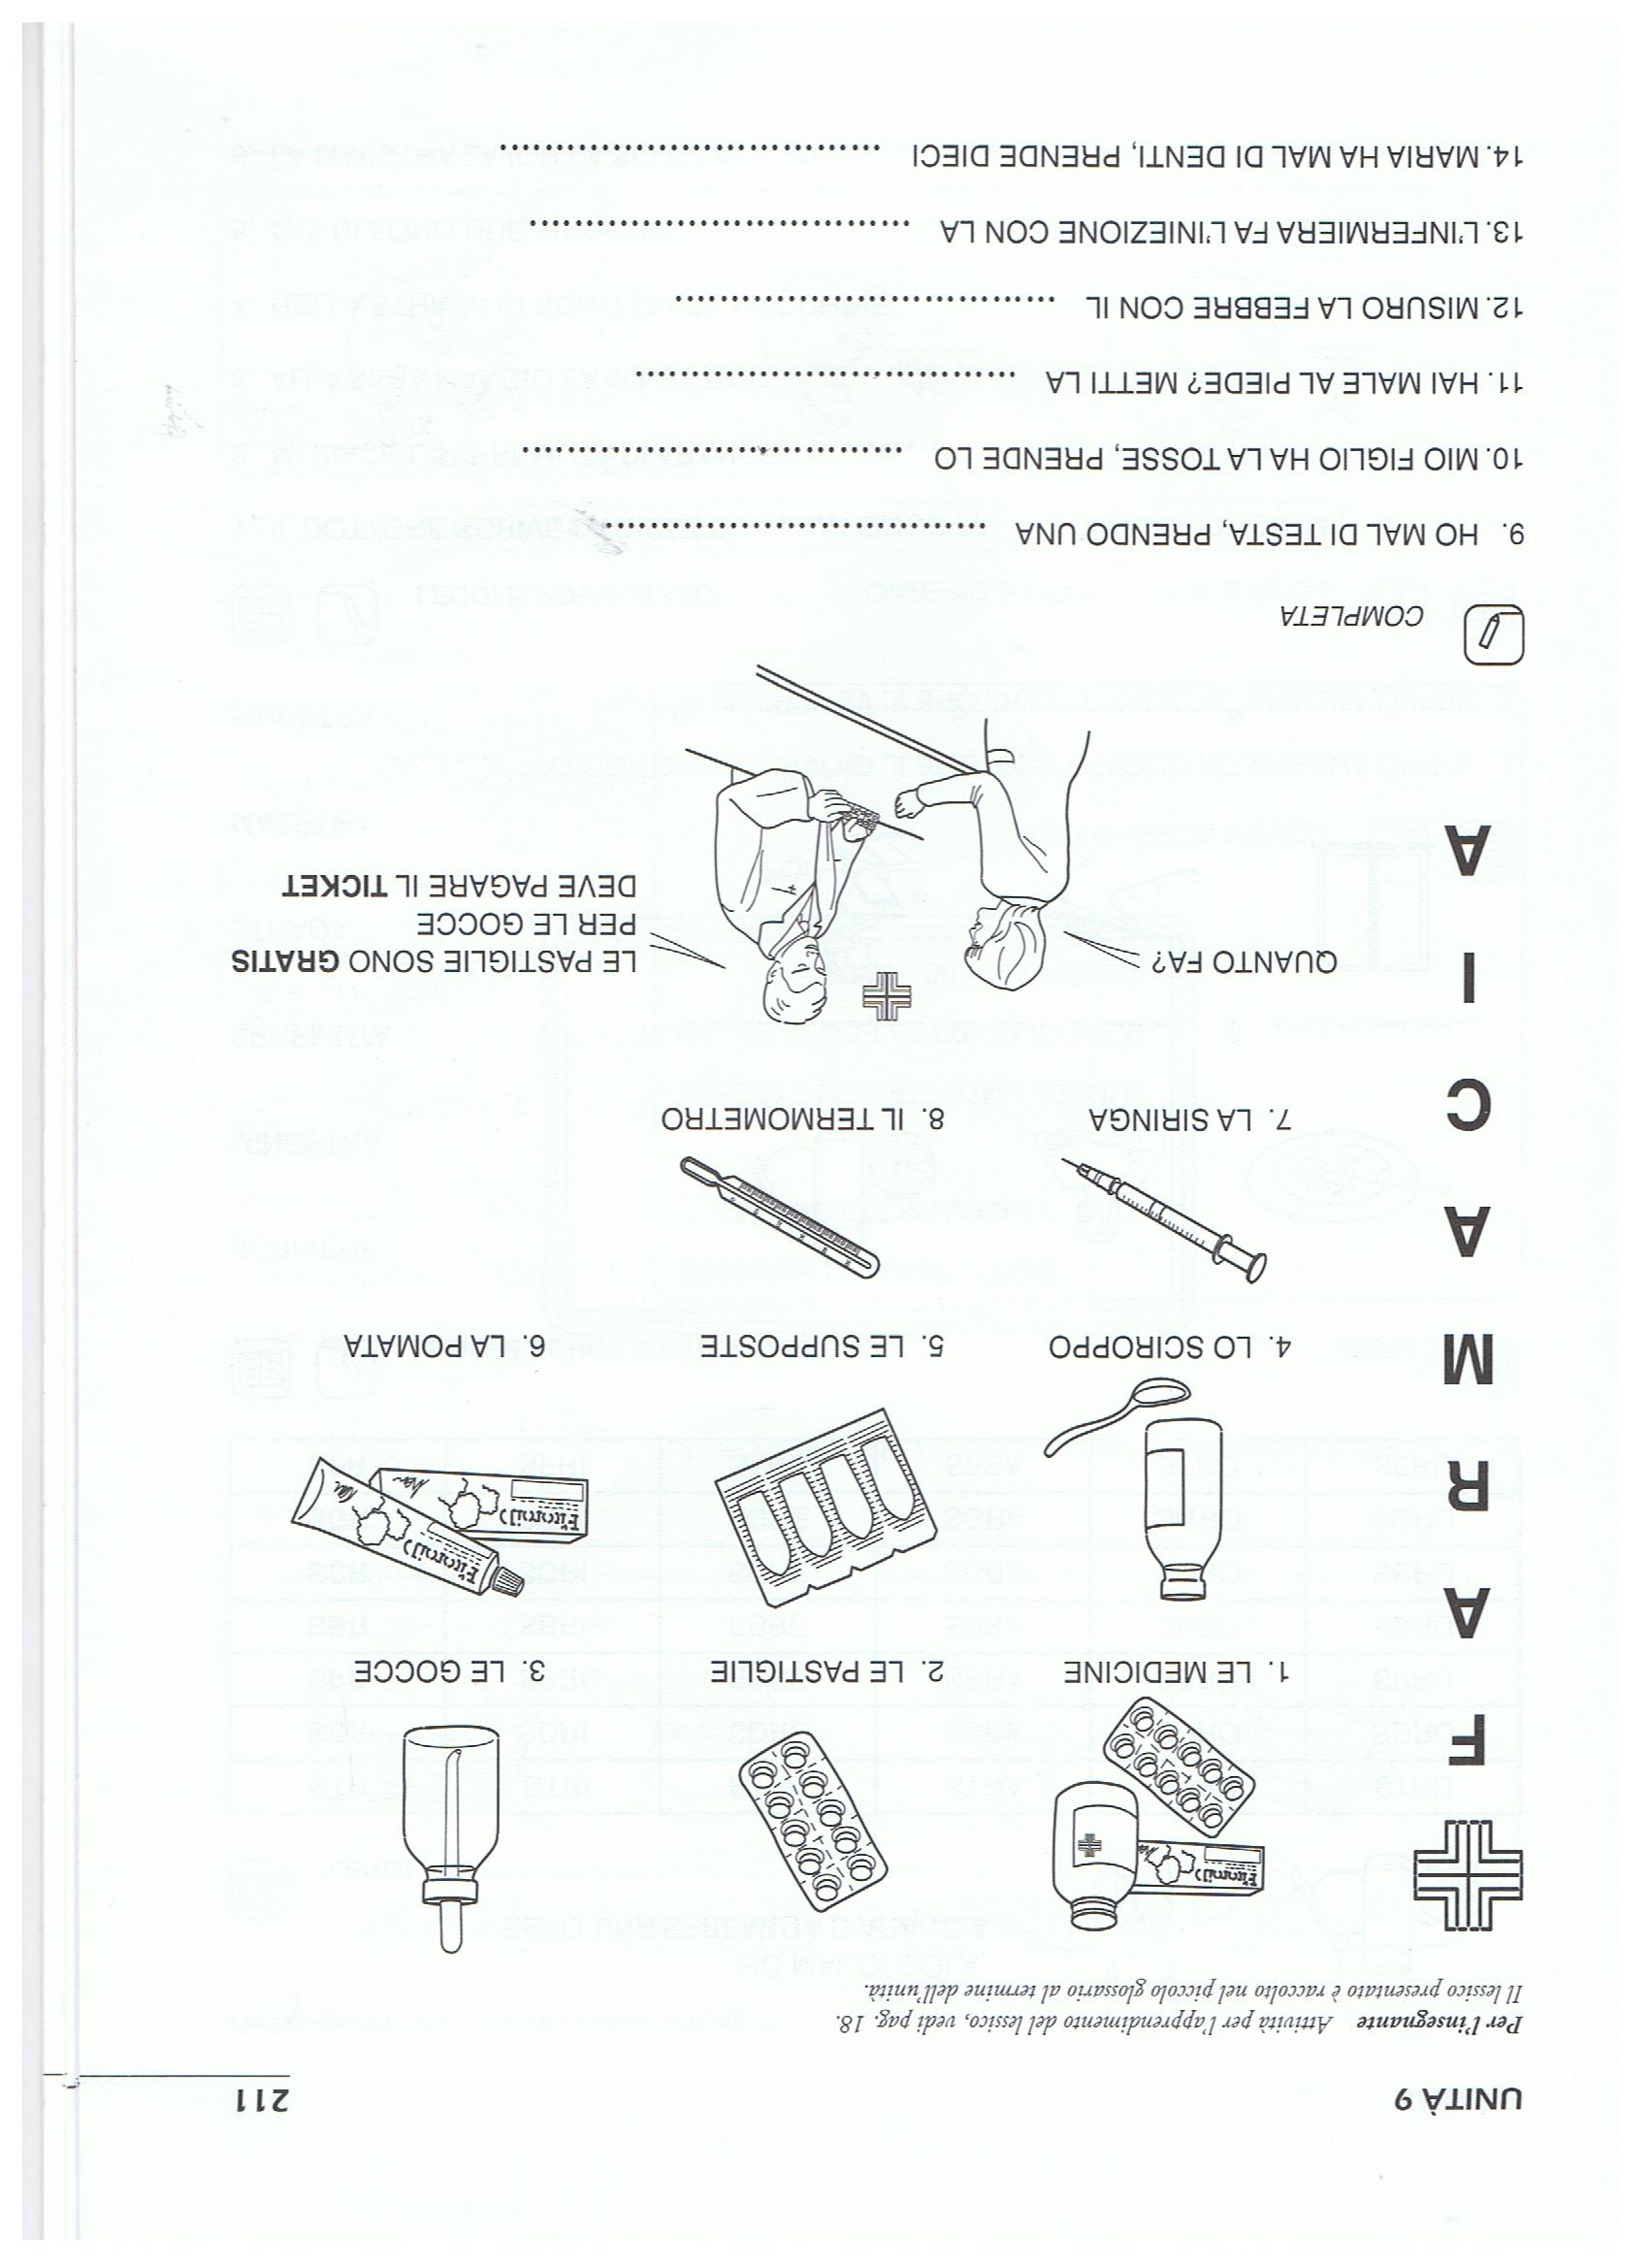 UNITÀ 9
211
Per l'insegnante Attività per l'apprendimento del lessico, vedi pag. 18.
Il lessico presentato è raccolto nel piccolo glossario al termine dell'unità.
FARMACIA
1. LE MEDICINE
2. LE PASTIGLIE
3. LE GOCCE
4. LO SCIROPPO
5. LE SUPPOSTE
6. LA POMATA
7. LA SIRINGA
8. IL TERMOMETRO
QUANTO FA?
LE PASTIGLIE SONO GRATIS
PER LE GOCCE
DEVE PAGARE IL TICKET
COMPLETA
9. HO MAL DI TESTA, PRENDO UNA ........................................
10. MIO FIGLIO HA LA TOSSE, PRENDE LO ........................................
11. HAI MALE AL PIEDE? METTI LA ........................................
12. MISURO LA FEBBRE CON IL ........................................
13. L'INFERMIERA FA L'INIEZIONE CON LA ........................................
14. MARIA HA MAL DI DENTI, PRENDE DIECI ........................................